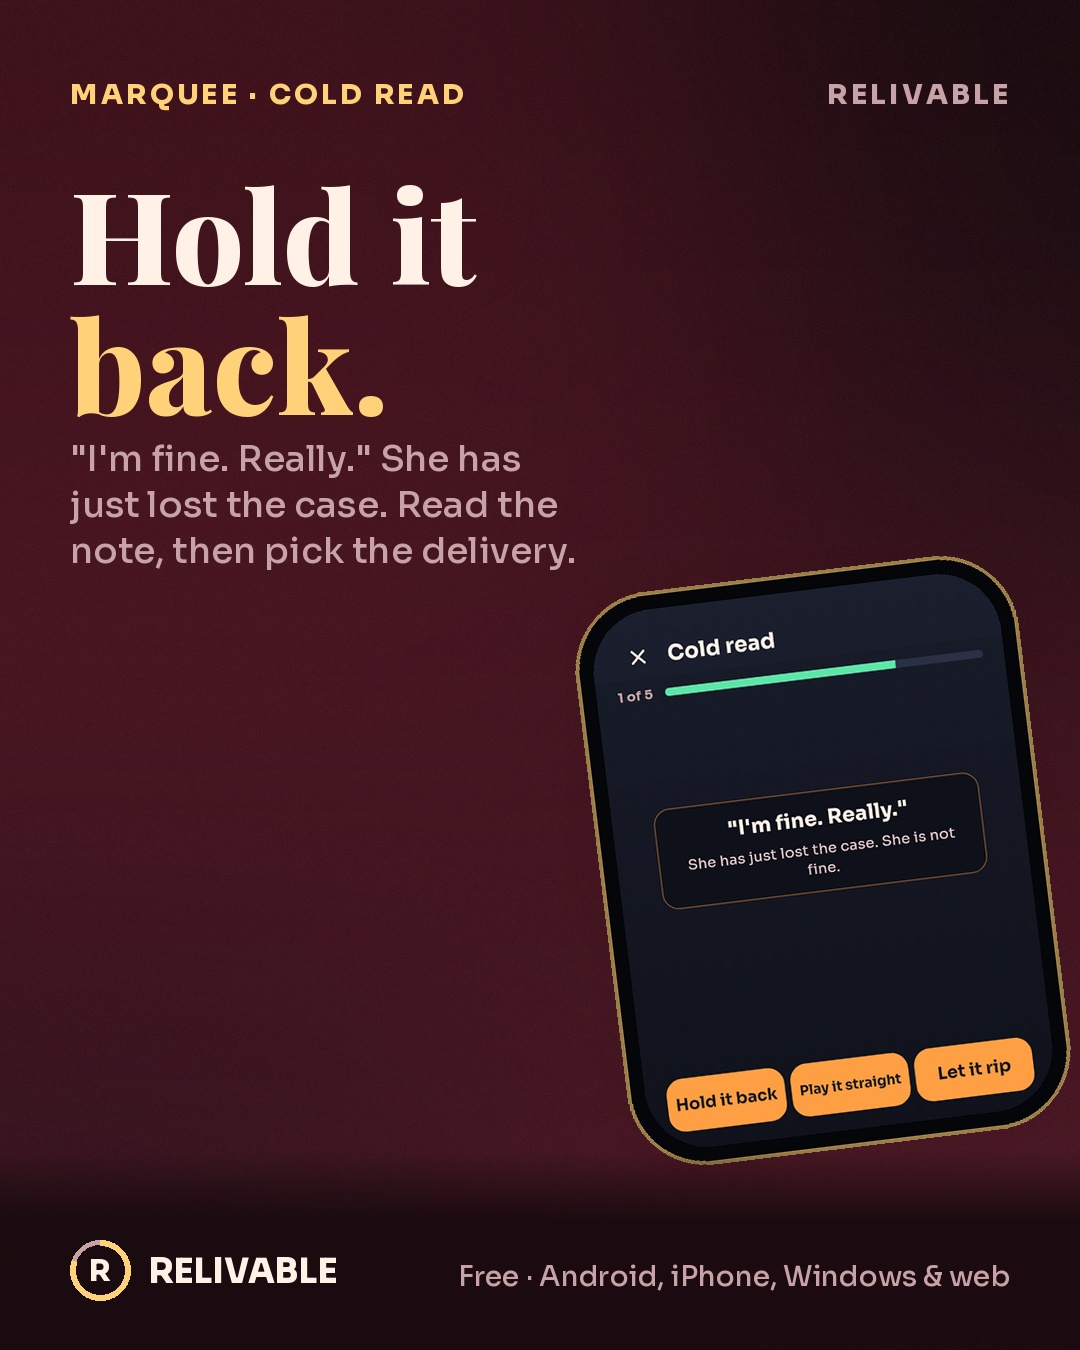 MARQUEE · COLD READ
RELIVABLE
Hold it
back.
"I'm fine. Really." She has
just lost the case. Read the
note, then pick the delivery.
Cold read
1 of 5
"I'm fine. Really."
She has just lost the case. She is not
fine.
Hold it back
Play it straight
Let it rip
R
RELIVABLE
Free · Android, iPhone, Windows & web